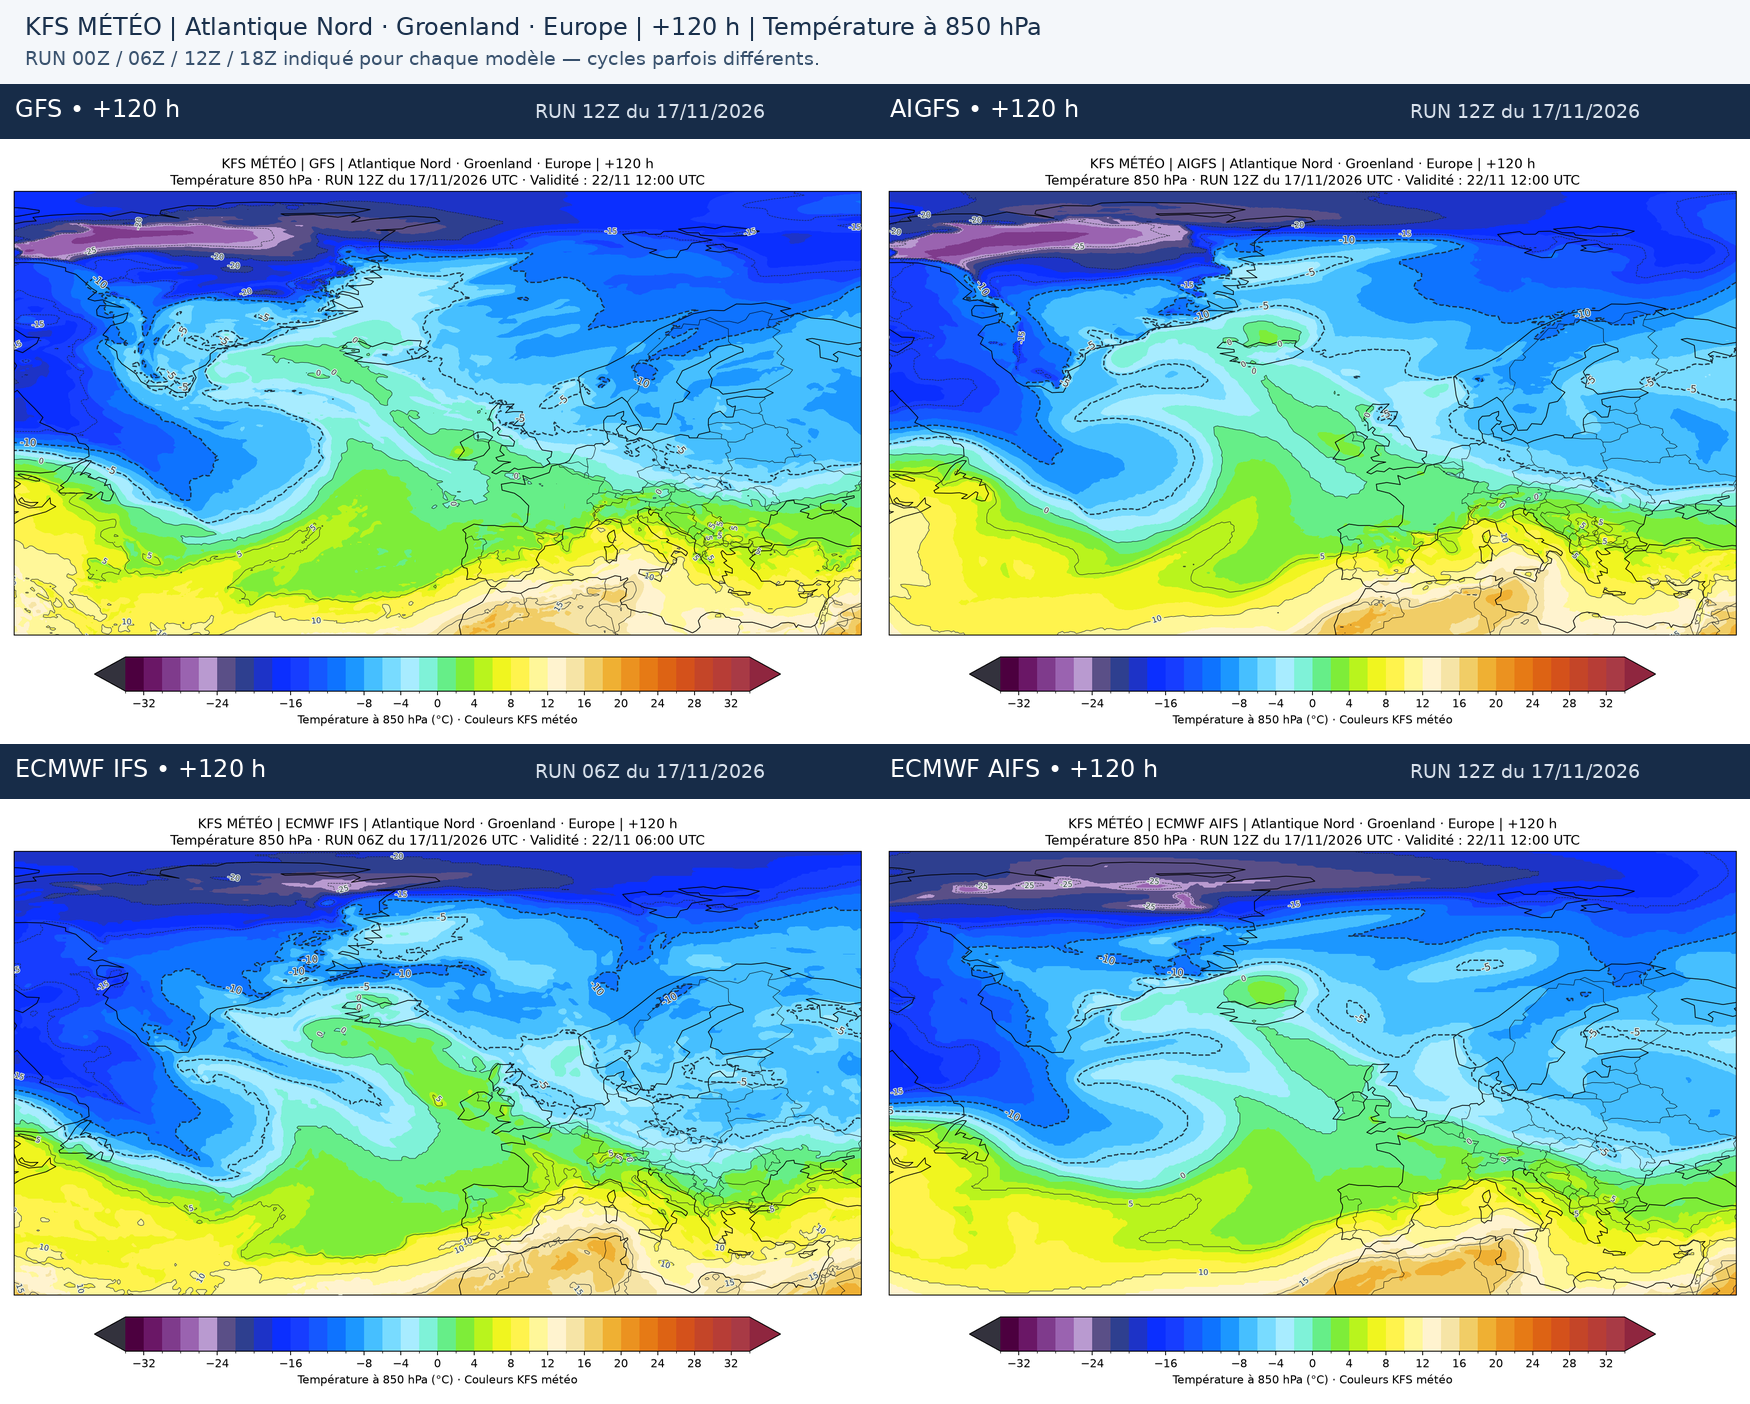 KFS MÉTÉO | Atlantique Nord · Groenland · Europe | +120 h | Température à 850 hPa
RUN 00Z / 06Z / 12Z / 18Z indiqué pour chaque modèle — cycles parfois différents.
GFS • +120 h
RUN 12Z du 17/11/2026
KFS MÉTÉO | GFS | Atlantique Nord · Groenland · Europe | +120 h
Température 850 hPa · RUN 12Z du 17/11/2026 UTC · Validité : 22/11 12:00 UTC
−32 −24 −16 −8 −4 0 4 8 12 16 20 24 28 32
Température à 850 hPa (°C) · Couleurs KFS météo
AIGFS • +120 h
RUN 12Z du 17/11/2026
KFS MÉTÉO | AIGFS | Atlantique Nord · Groenland · Europe | +120 h
Température 850 hPa · RUN 12Z du 17/11/2026 UTC · Validité : 22/11 12:00 UTC
−32 −24 −16 −8 −4 0 4 8 12 16 20 24 28 32
Température à 850 hPa (°C) · Couleurs KFS météo
ECMWF IFS • +120 h
RUN 06Z du 17/11/2026
KFS MÉTÉO | ECMWF IFS | Atlantique Nord · Groenland · Europe | +120 h
Température 850 hPa · RUN 06Z du 17/11/2026 UTC · Validité : 22/11 06:00 UTC
−32 −24 −16 −8 −4 0 4 8 12 16 20 24 28 32
Température à 850 hPa (°C) · Couleurs KFS météo
ECMWF AIFS • +120 h
RUN 12Z du 17/11/2026
KFS MÉTÉO | ECMWF AIFS | Atlantique Nord · Groenland · Europe | +120 h
Température 850 hPa · RUN 12Z du 17/11/2026 UTC · Validité : 22/11 12:00 UTC
−32 −24 −16 −8 −4 0 4 8 12 16 20 24 28 32
Température à 850 hPa (°C) · Couleurs KFS météo